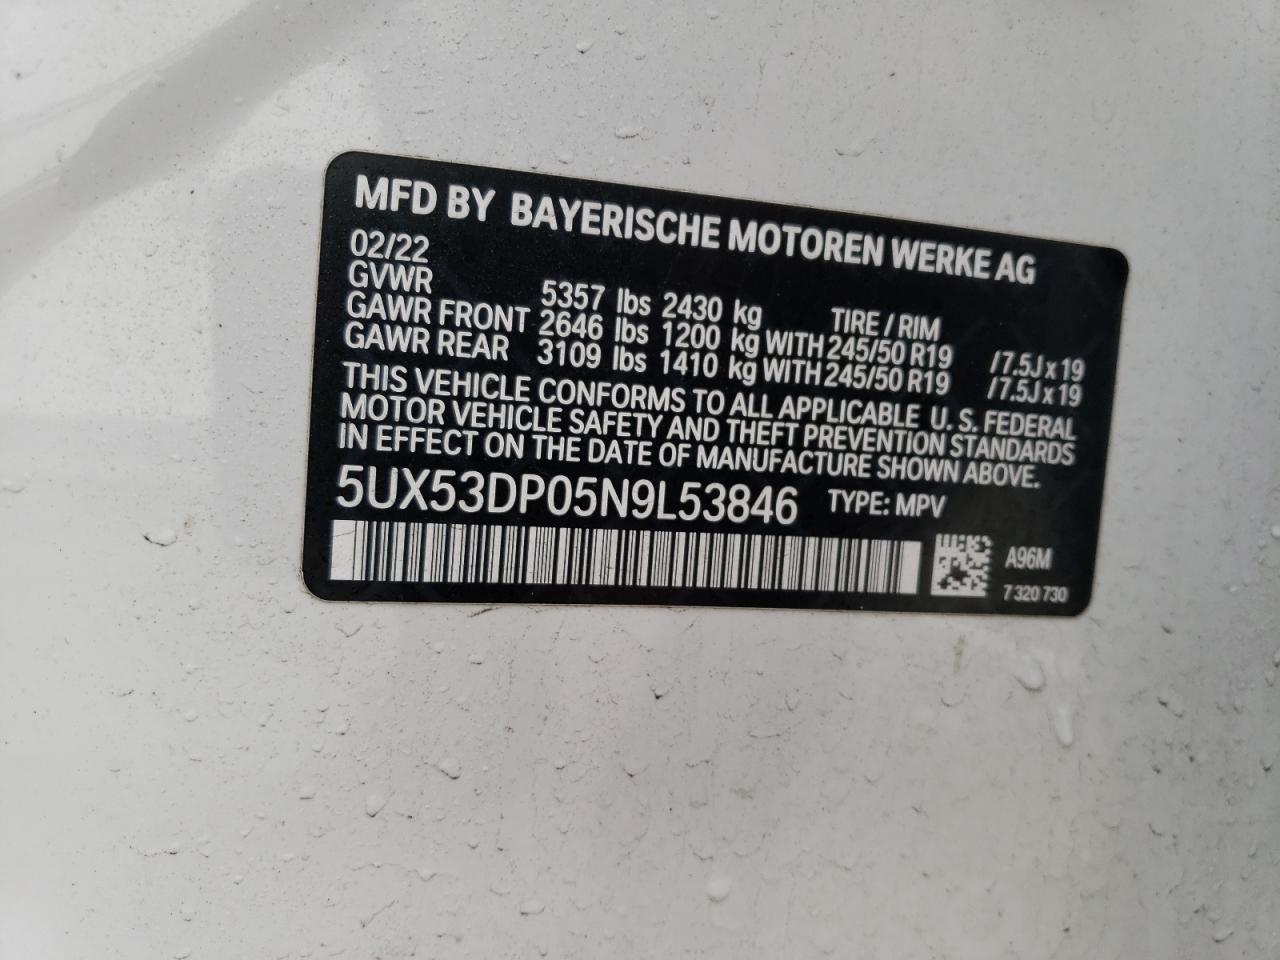 MFD BY BAYERISCHE MOTOREN WERKE AG
02/22
GVWR 5357 lbs 2430 kg TIRE / RIM
GAWR FRONT 2646 lbs 1200 kg WITH 245/50 R19 /7.5J x 19
GAWR REAR 3109 lbs 1410 kg WITH 245/50 R19 /7.5J x 19
THIS VEHICLE CONFORMS TO ALL APPLICABLE U. S. FEDERAL
MOTOR VEHICLE SAFETY AND THEFT PREVENTION STANDARDS
IN EFFECT ON THE DATE OF MANUFACTURE SHOWN ABOVE.
5UX53DP05N9L53846 TYPE: MPV
A96M
7 320 730